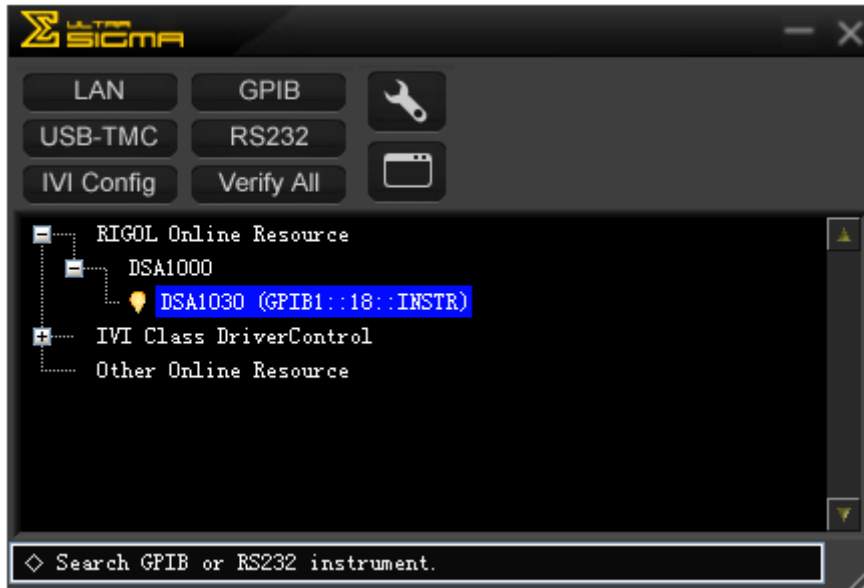 ULTRA
SIGMA
LAN GPIB
USB-TMC RS232
IVI Config Verify All
RIGOL Online Resource
DSA1000
DSA1030 (GPIB1::18::INSTR)
IVI Class DriverControl
Other Online Resource
◇ Search GPIB or RS232 instrument.